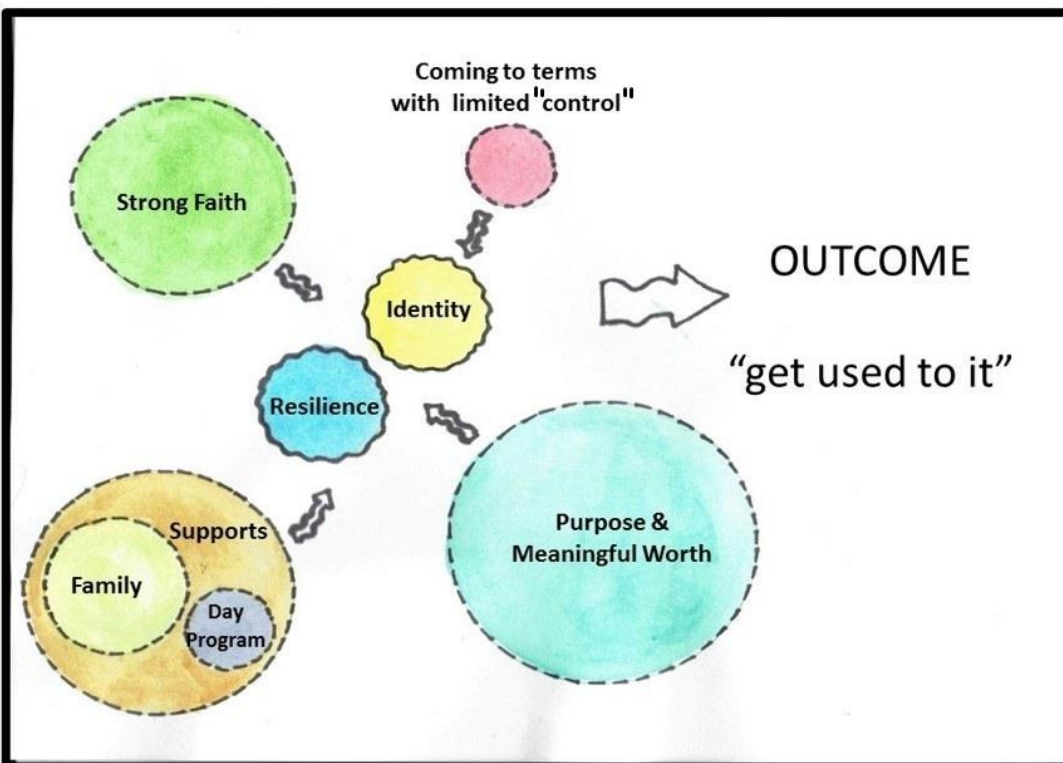 Coming to terms
with limited "control"
Strong Faith
Identity
OUTCOME
"get used to it"
Resilience
Supports
Family
Day
Program
Purpose &
Meaningful Worth